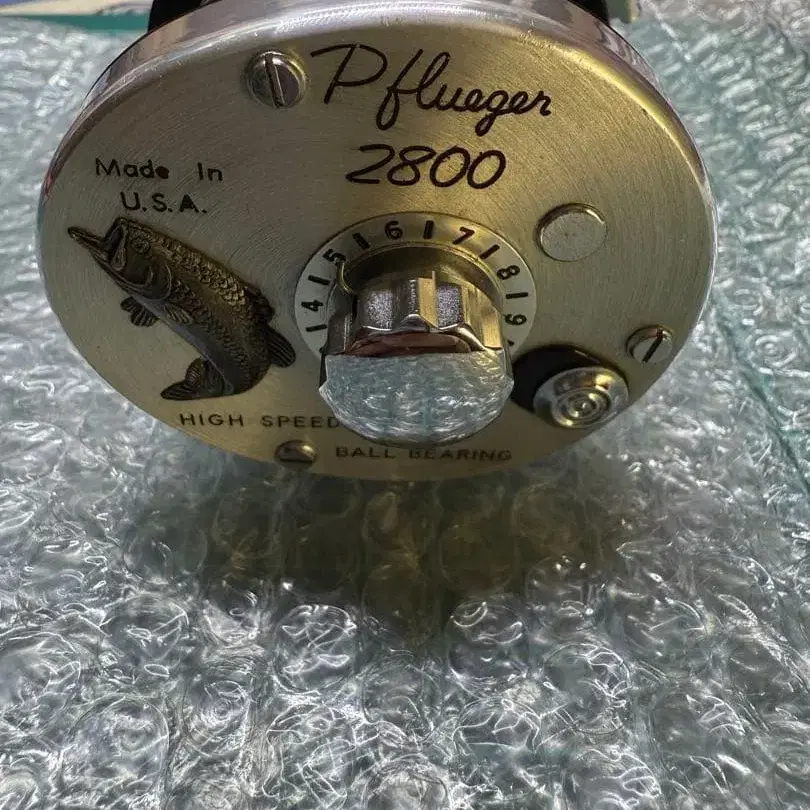 Pflueger
2800
Made In
U.S.A.
4 5 6 7 8 9
HIGH SPEED
BALL BEARING